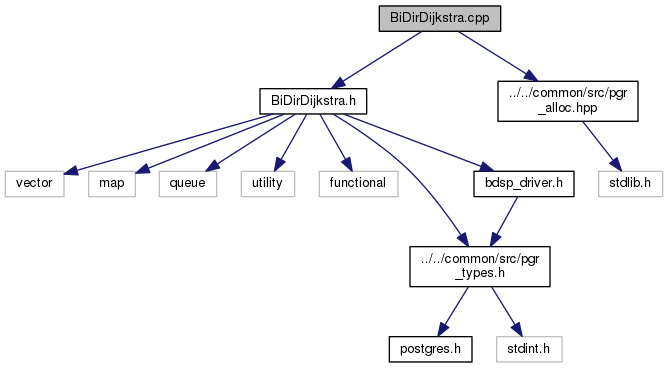 BiDirDijkstra.cpp
BiDirDijkstra.h
../../common/src/pgr
_alloc.hpp
vector
map
queue
utility
functional
bdsp_driver.h
stdlib.h
../../common/src/pgr
_types.h
postgres.h
stdint.h